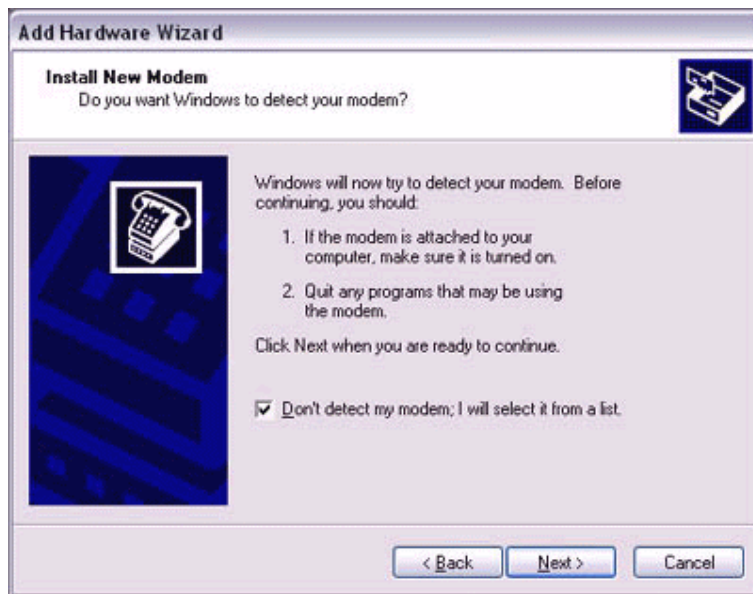 Add Hardware Wizard
Install New Modem
Do you want Windows to detect your modem?
Windows will now try to detect your modem. Before
continuing, you should:
1. If the modem is attached to your
computer, make sure it is turned on.
2. Quit any programs that may be using
the modem.
Click Next when you are ready to continue.
Don't detect my modem; I will select it from a list.
< Back Next > Cancel